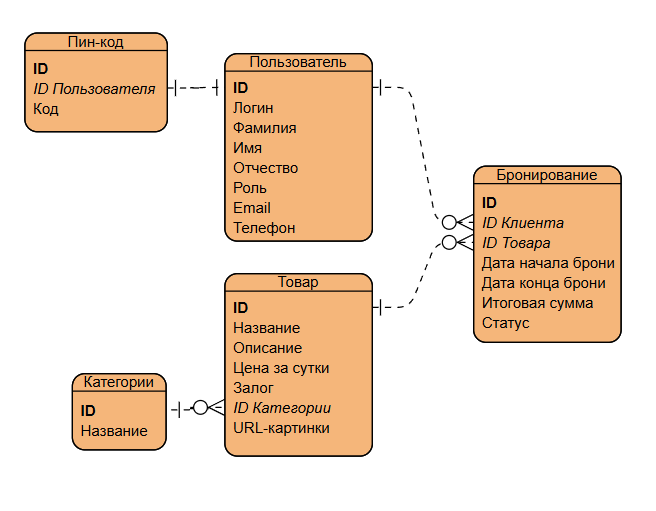 Пин-код
ID
ID Пользователя
Код
Пользователь
ID
Логин
Фамилия
Имя
Отчество
Роль
Email
Телефон
Бронирование
ID
ID Клиента
ID Товара
Дата начала брони
Дата конца брони
Итоговая сумма
Статус
Товар
ID
Название
Описание
Цена за сутки
Залог
ID Категории
URL-картинки
Категории
ID
Название